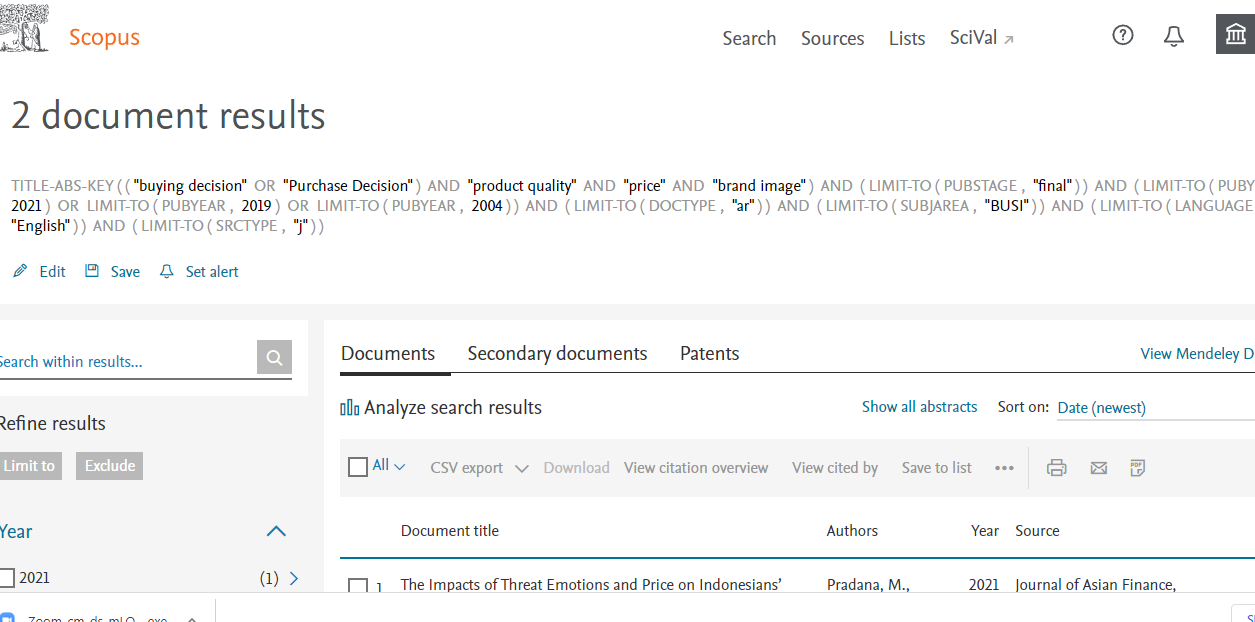 Scopus
Search Sources Lists SciVal
2 document results
TITLE-ABS-KEY ( ( "buying decision" OR "Purchase Decision" ) AND "product quality" AND "price" AND "brand image" ) AND ( LIMIT-TO ( PUBSTAGE , "final" ) ) AND ( LIMIT-TO ( PUBY
2021 ) OR LIMIT-TO ( PUBYEAR , 2019 ) OR LIMIT-TO ( PUBYEAR , 2004 ) ) AND ( LIMIT-TO ( DOCTYPE , "ar" ) ) AND ( LIMIT-TO ( SUBJAREA , "BUSI" ) ) AND ( LIMIT-TO ( LANGUAGE
"English" ) ) AND ( LIMIT-TO ( SRCTYPE , "j" ) )
Edit Save Set alert
Search within results...
Documents Secondary documents Patents
View Mendeley D
Analyze search results
Show all abstracts Sort on: Date (newest)
Refine results
Limit to Exclude
All CSV export Download View citation overview View cited by Save to list •••
PDF
Year
Document title Authors Year Source
2021 (1)
1 The Impacts of Threat Emotions and Price on Indonesians' Pradana, M., 2021 Journal of Asian Finance,